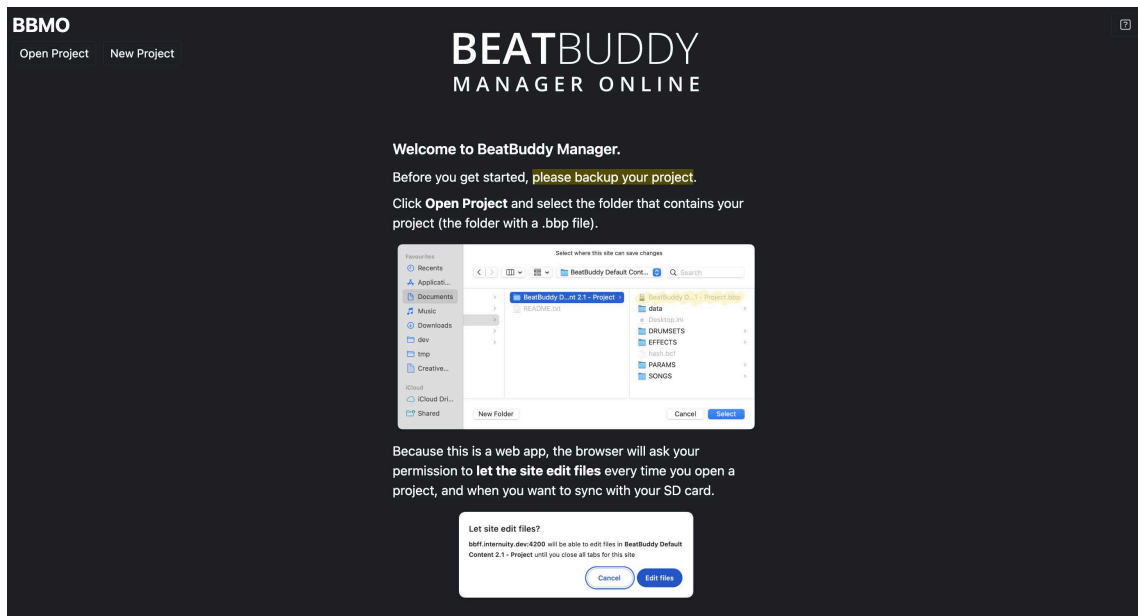 BBMO
Open Project New Project
BEATBUDDY
MANAGER ONLINE
Welcome to BeatBuddy Manager.
Before you get started, please backup your project.
Click Open Project and select the folder that contains your
project (the folder with a .bbp file).
Select where this site can save changes
Favourites
Recents
BeatBuddy Default Cont...
Search
Applicati...
Documents
BeatBuddy D...nt 2.1 - Project
BeatBuddy D...1 - Project.bbp
README.txt
data
Music
Desktop.ini
Downloads
DRUMSETS
dev
EFFECTS
tmp
hash.bcf
Creative...
PARAMS
SONGS
iCloud
iCloud Dri...
Shared
New Folder
Cancel
Select
Because this is a web app, the browser will ask your
permission to let the site edit files every time you open a
project, and when you want to sync with your SD card.
Let site edit files?
bbff.internuity.dev:4200 will be able to edit files in BeatBuddy Default
Content 2.1 - Project until you close all tabs for this site
Cancel
Edit files